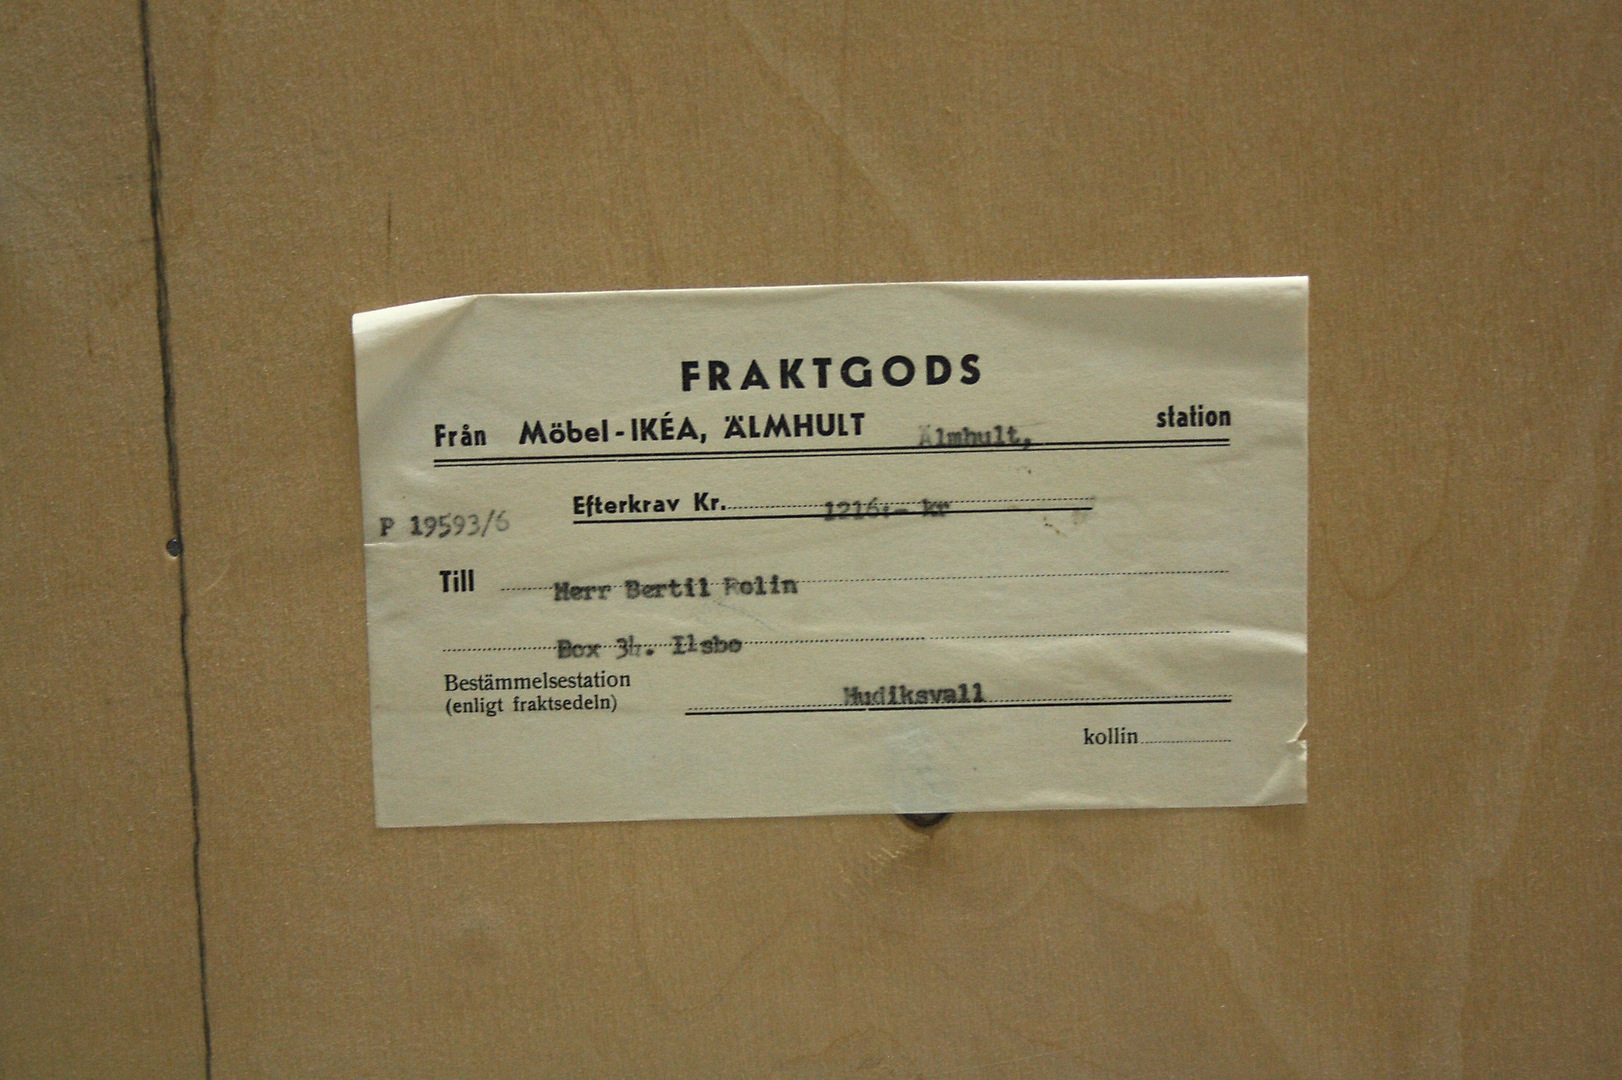 FRAKTGODS
Från Möbel-IKÉA, ÄLMHULT Älmhult, station
Efterkrav Kr. 1216:- kr
P 19593/6
Till Herr Bertil Rolin
Box 34. Ilsbo
Bestämmelsestation
(enligt fraktsedeln) Hudiksvall
kollin